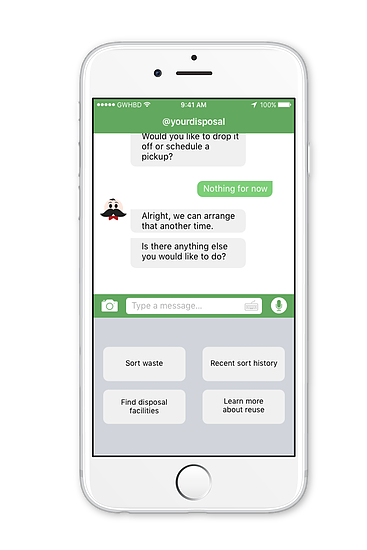 GWHBD
9:41 AM
100%
@yourdisposal
Would you like to drop it
off or schedule a
pickup?
Nothing for now
Alright, we can arrange
that another time.
Is there anything else
you would like to do?
Type a message...
Sort waste
Recent sort history
Find disposal
facilities
Learn more
about reuse